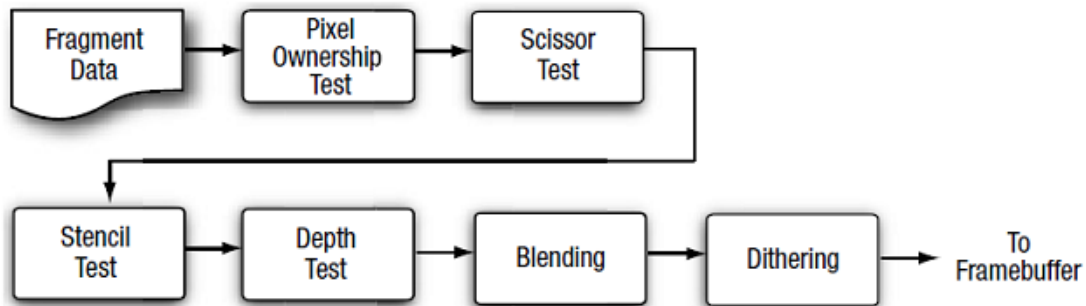 Fragment
Data
Pixel
Ownership
Test
Scissor
Test
Stencil
Test
Depth
Test
Blending
Dithering
To
Framebuffer